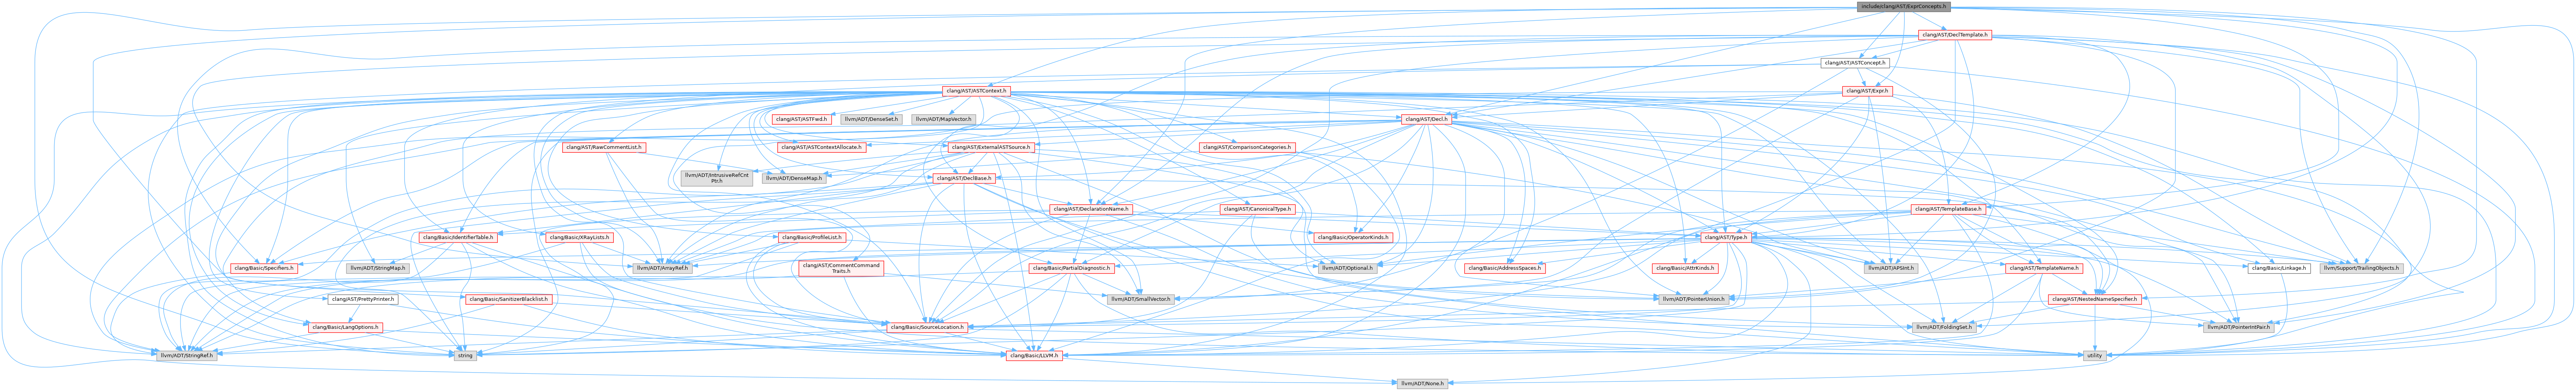 include/clang/AST/ExprConcepts.h
clang/AST/DeclTemplate.h
clang/AST/ASTConcept.h
clang/AST/ASTContext.h
clang/AST/Expr.h
clang/AST/ASTFwd.h
llvm/ADT/DenseSet.h
llvm/ADT/MapVector.h
clang/AST/Decl.h
clang/AST/RawCommentList.h
clang/AST/ASTContextAllocate.h
clang/AST/ExternalASTSource.h
clang/AST/ComparisonCategories.h
llvm/ADT/IntrusiveRefCnt
Ptr.h
llvm/ADT/DenseMap.h
clang/AST/DeclBase.h
clang/AST/DeclarationName.h
clang/AST/CanonicalType.h
clang/AST/TemplateBase.h
clang/Basic/IdentifierTable.h
clang/Basic/XRayLists.h
clang/Basic/ProfileList.h
clang/Basic/OperatorKinds.h
clang/AST/Type.h
clang/Basic/Specifiers.h
llvm/ADT/StringMap.h
llvm/ADT/ArrayRef.h
clang/AST/CommentCommand
Traits.h
clang/Basic/PartialDiagnostic.h
llvm/ADT/Optional.h
clang/Basic/AddressSpaces.h
clang/Basic/AttrKinds.h
llvm/ADT/APSInt.h
clang/AST/TemplateName.h
clang/Basic/Linkage.h
llvm/Support/TrailingObjects.h
clang/AST/PrettyPrinter.h
clang/Basic/SanitizerBlacklist.h
llvm/ADT/SmallVector.h
llvm/ADT/PointerUnion.h
clang/AST/NestedNameSpecifier.h
clang/Basic/LangOptions.h
clang/Basic/SourceLocation.h
llvm/ADT/FoldingSet.h
llvm/ADT/PointerIntPair.h
llvm/ADT/StringRef.h
string
clang/Basic/LLVM.h
utility
llvm/ADT/None.h